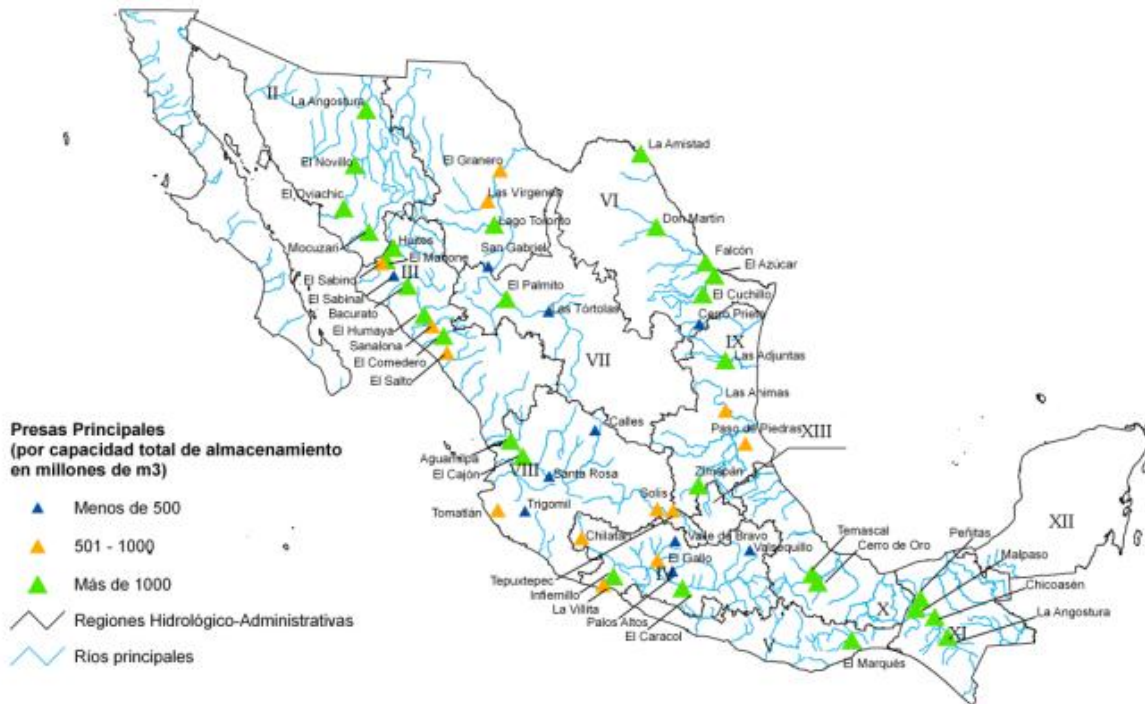 II
La Angostura
I
El Novillo
El Granero
La Amistad
El Oviachic
Las Vírgenes
VI
Lago Toronto
Don Martín
Mocuzari
Huites
San Gabriel
El Mahone
Falcón
El Azúcar
El Sabino
III
El Sabinal
El Palmito
El Cuchillo
Bacurato
Las Tórtolas
Cerro Prieto
El Humaya
Sanalona
IX
El Comedero
VII
Las Adjuntas
El Salto
Las Animas
Calles
Paso de Piedras
XIII
Aguamilpa
El Cajón
VIII
Santa Rosa
Zimapán
Solis
Tomatlán
Trigomil
Temascal
Peñitas
XII
Chilatán
Valle de Bravo
Valsequillo
Cerro de Oro
Malpaso
El Gallo
Tepuxtepec
IV
Chicoasén
Infiernillo
La Villita
La Angostura
Palos Altos
X
El Caracol
XI
V
El Marqués
Presas Principales
(por capacidad total de almacenamiento
en millones de m3)
Menos de 500
501 - 1000
Más de 1000
Regiones Hidrológico-Administrativas
Ríos principales